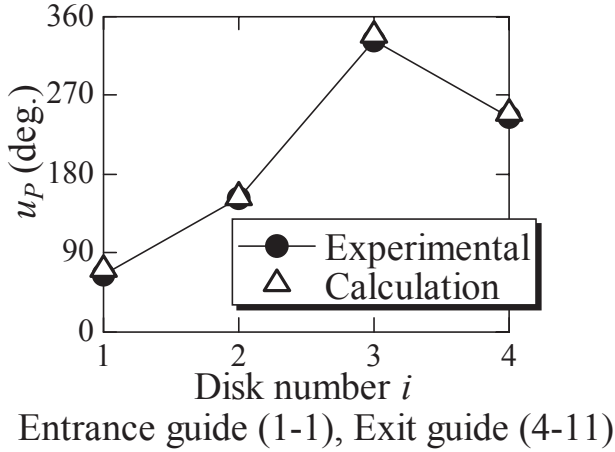 360
270
180
90
0
u_P (deg.)
Experimental
Calculation
1 2 3 4
Disk number i
Entrance guide (1-1), Exit guide (4-11)